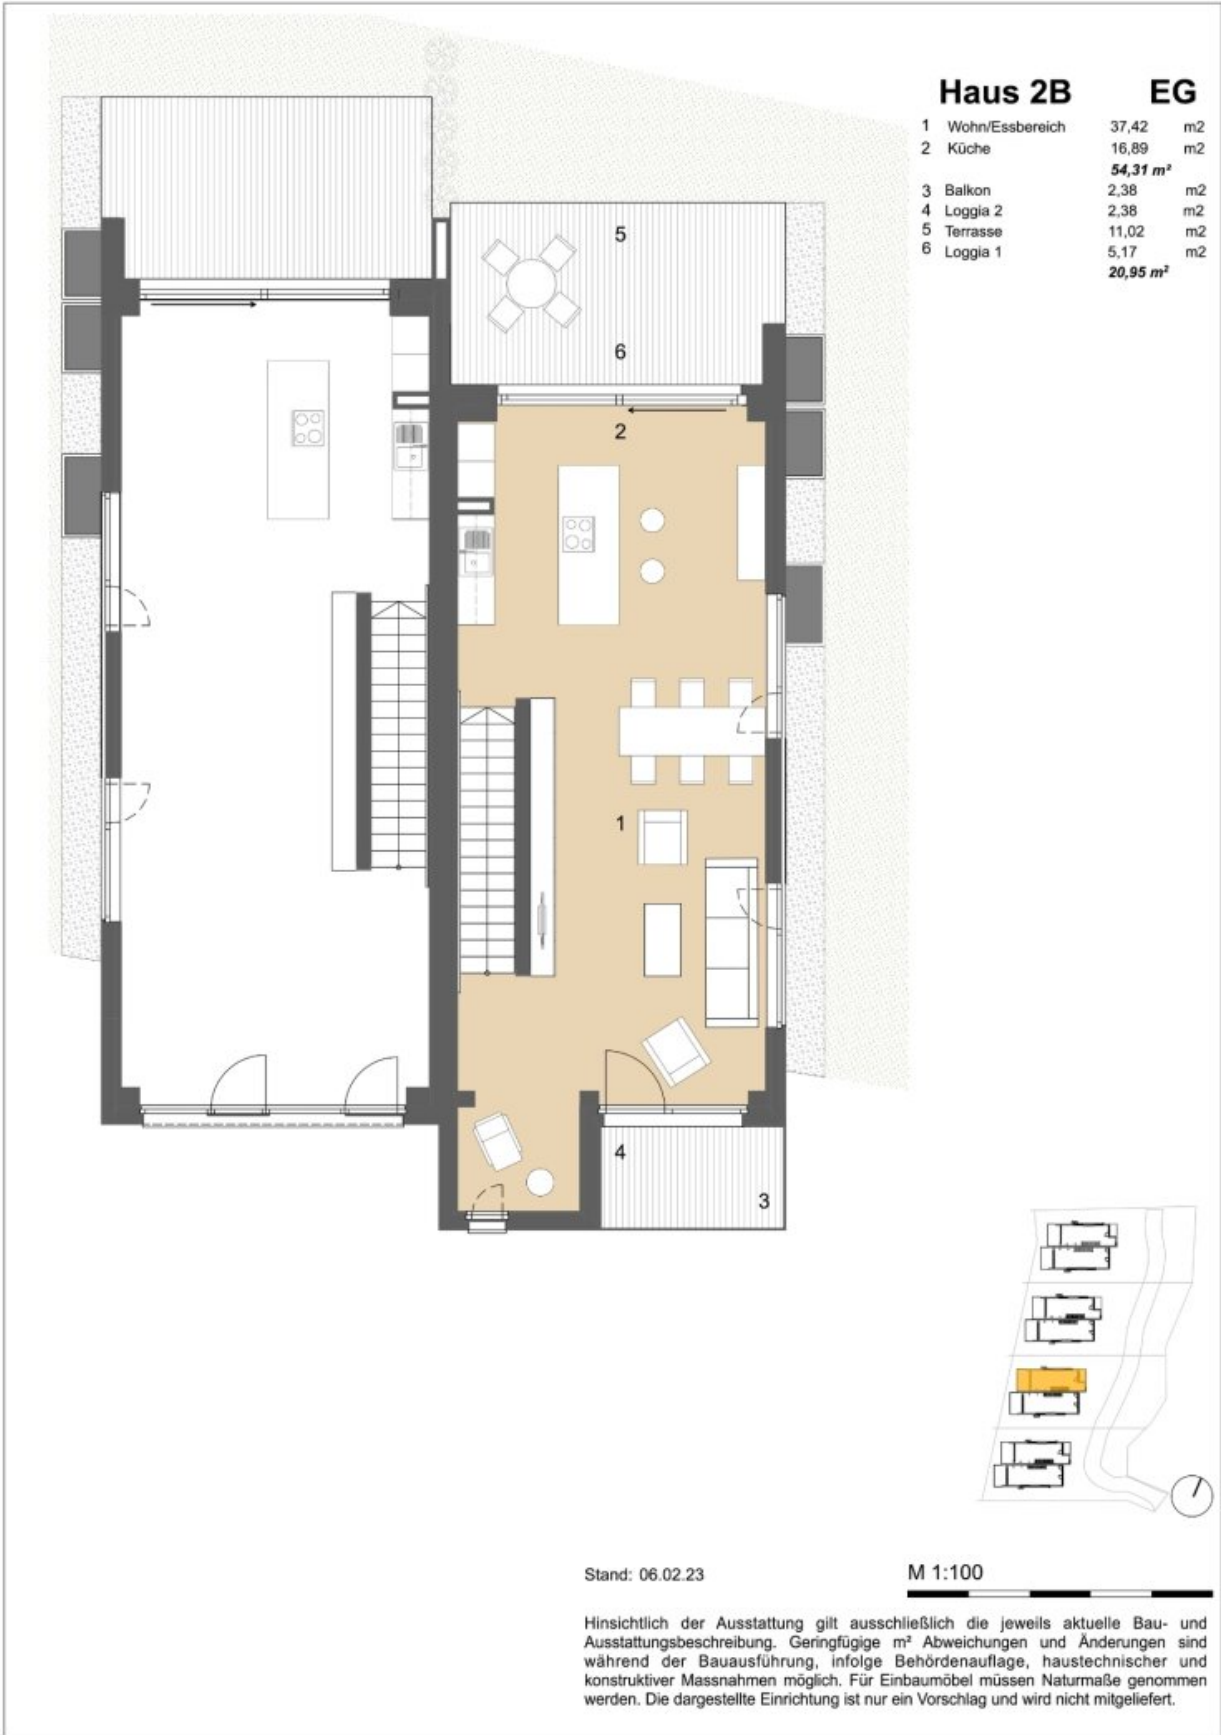 Haus 2B EG
1 Wohn/Essbereich 37,42 m2
2 Küche 16,89 m2
54,31 m²
3 Balkon 2,38 m2
4 Loggia 2 2,38 m2
5 Terrasse 11,02 m2
6 Loggia 1 5,17 m2
20,95 m²
5
6
2
1
4
3
Stand: 06.02.23
M 1:100
Hinsichtlich der Ausstattung gilt ausschließlich die jeweils aktuelle Bau- und
Ausstattungsbeschreibung. Geringfügige m² Abweichungen und Änderungen sind
während der Bauausführung, infolge Behördenauflage, haustechnischer und
konstruktiver Massnahmen möglich. Für Einbaumöbel müssen Naturmaße genommen
werden. Die dargestellte Einrichtung ist nur ein Vorschlag und wird nicht mitgeliefert.